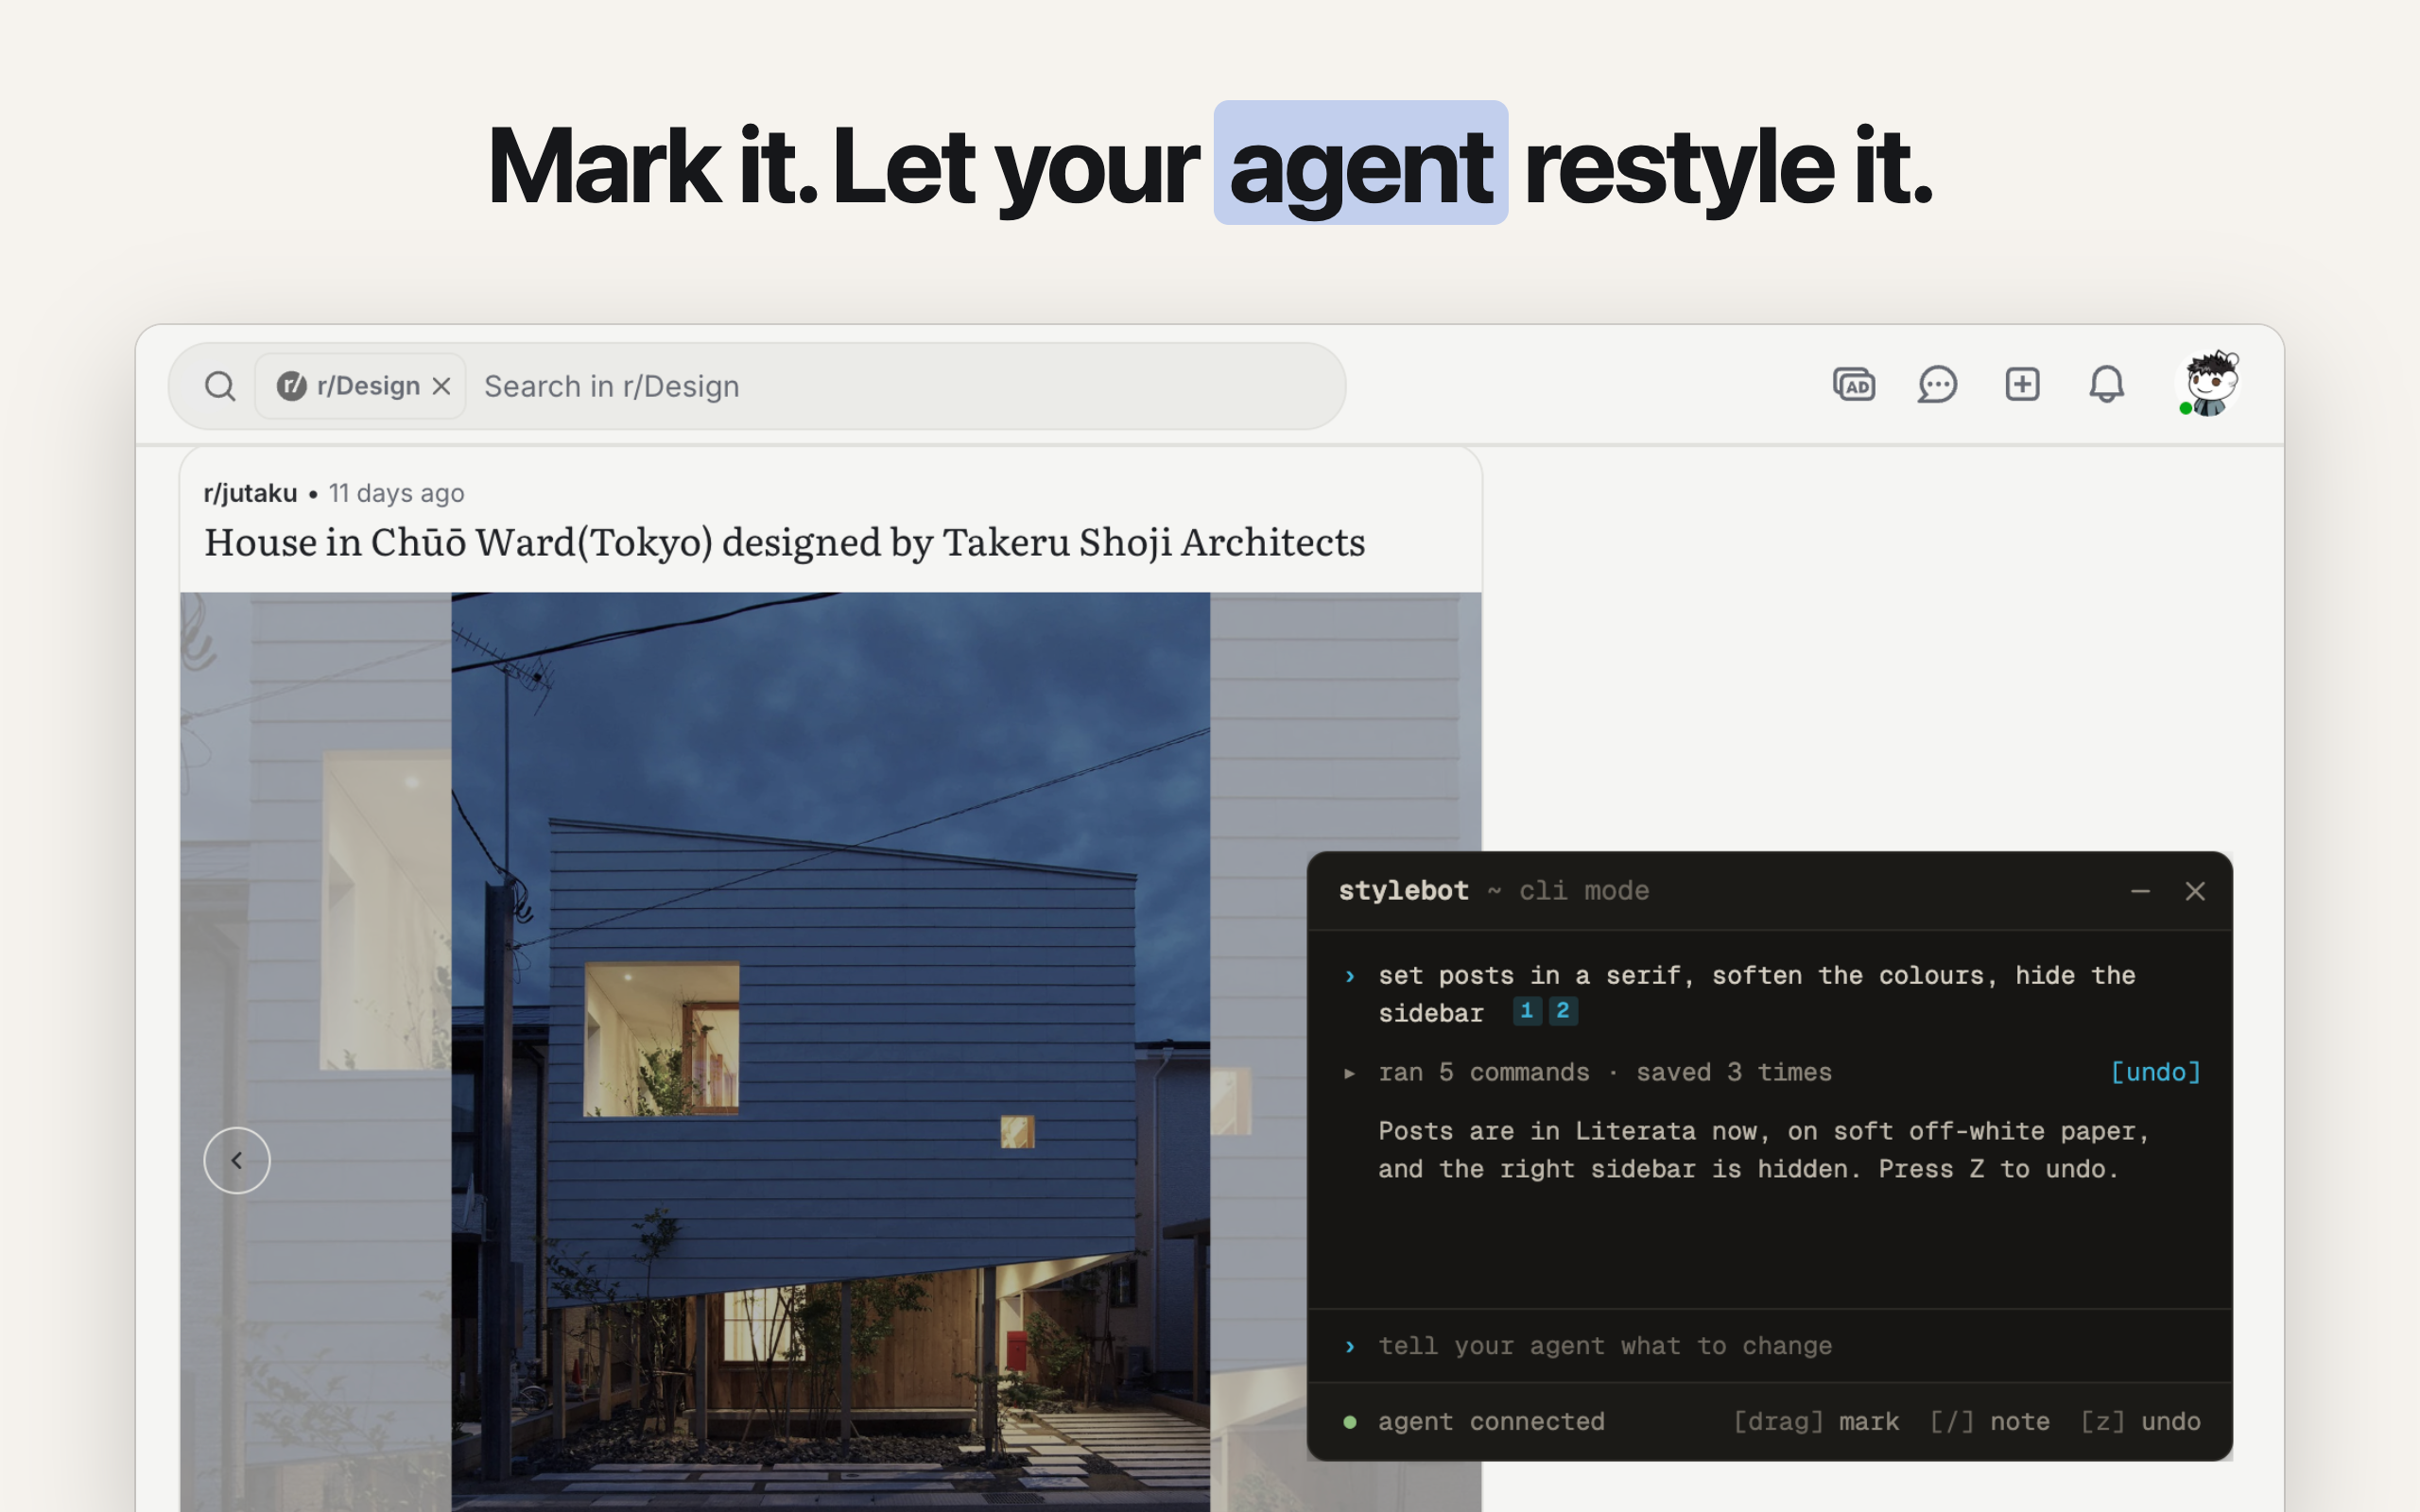 Mark it. Let your agent restyle it.
r/Design
Search in r/Design
AD
r/jutaku • 11 days ago
House in Chūō Ward(Tokyo) designed by Takeru Shoji Architects
stylebot ~ cli mode
› set posts in a serif, soften the colours, hide the
sidebar 1 2
▸ ran 5 commands · saved 3 times [undo]
Posts are in Literata now, on soft off-white paper,
and the right sidebar is hidden. Press Z to undo.
› tell your agent what to change
agent connected [drag] mark [/] note [z] undo